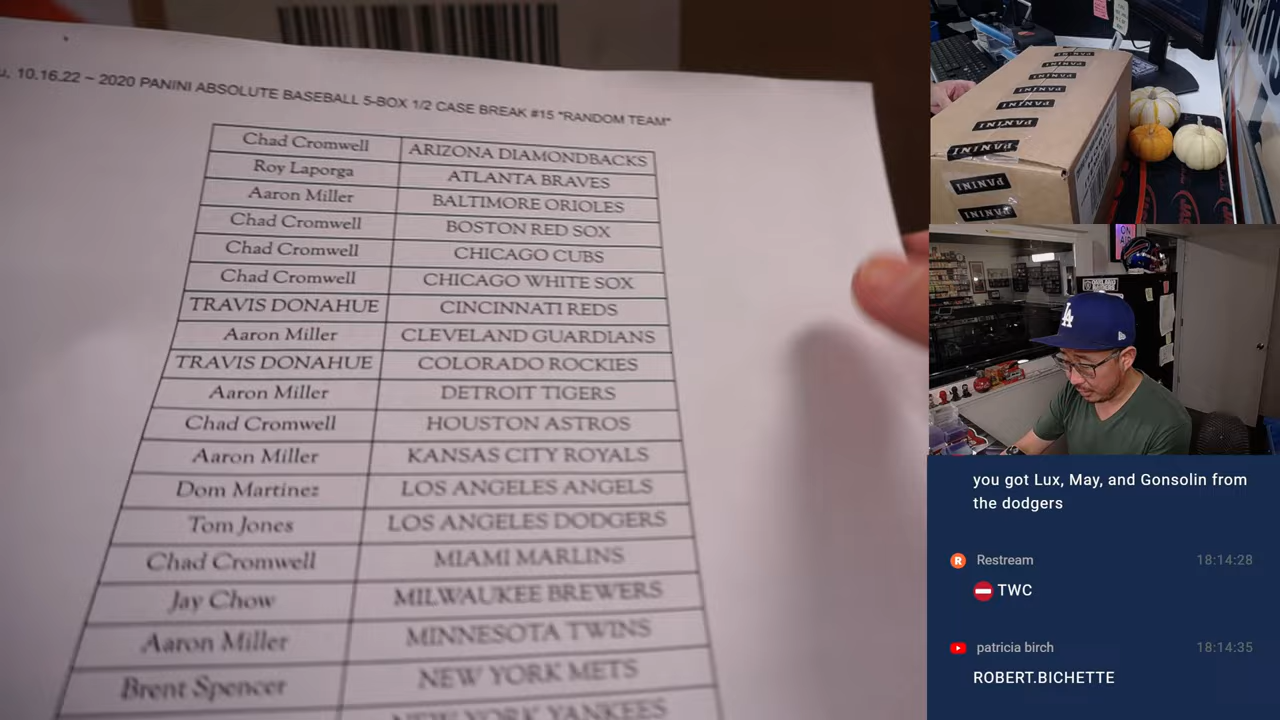 u, 10.16.22 ~ 2020 PANINI ABSOLUTE BASEBALL 5-BOX 1/2 CASE BREAK #15 "RANDOM TEAM"
Chad Cromwell ARIZONA DIAMONDBACKS
Roy Laporga ATLANTA BRAVES
Aaron Miller BALTIMORE ORIOLES
Chad Cromwell BOSTON RED SOX
Chad Cromwell CHICAGO CUBS
Chad Cromwell CHICAGO WHITE SOX
TRAVIS DONAHUE CINCINNATI REDS
Aaron Miller CLEVELAND GUARDIANS
TRAVIS DONAHUE COLORADO ROCKIES
Aaron Miller DETROIT TIGERS
Chad Cromwell HOUSTON ASTROS
Aaron Miller KANSAS CITY ROYALS
Dom Martinez LOS ANGELES ANGELS
Tom Jones LOS ANGELES DODGERS
Chad Cromwell MIAMI MARLINS
Jay Chow MILWAUKEE BREWERS
Aaron Miller MINNESOTA TWINS
Brent Spencer NEW YORK METS
NEW YORK YANKEES
PANINI
PANINI
PANINI
PANINI
PANINI
PANINI
PANINI
PANINI
ON
AI
LA
you got Lux, May, and Gonsolin from
the dodgers
R Restream 18:14:28
TWC
patricia birch 18:14:35
ROBERT.BICHETTE